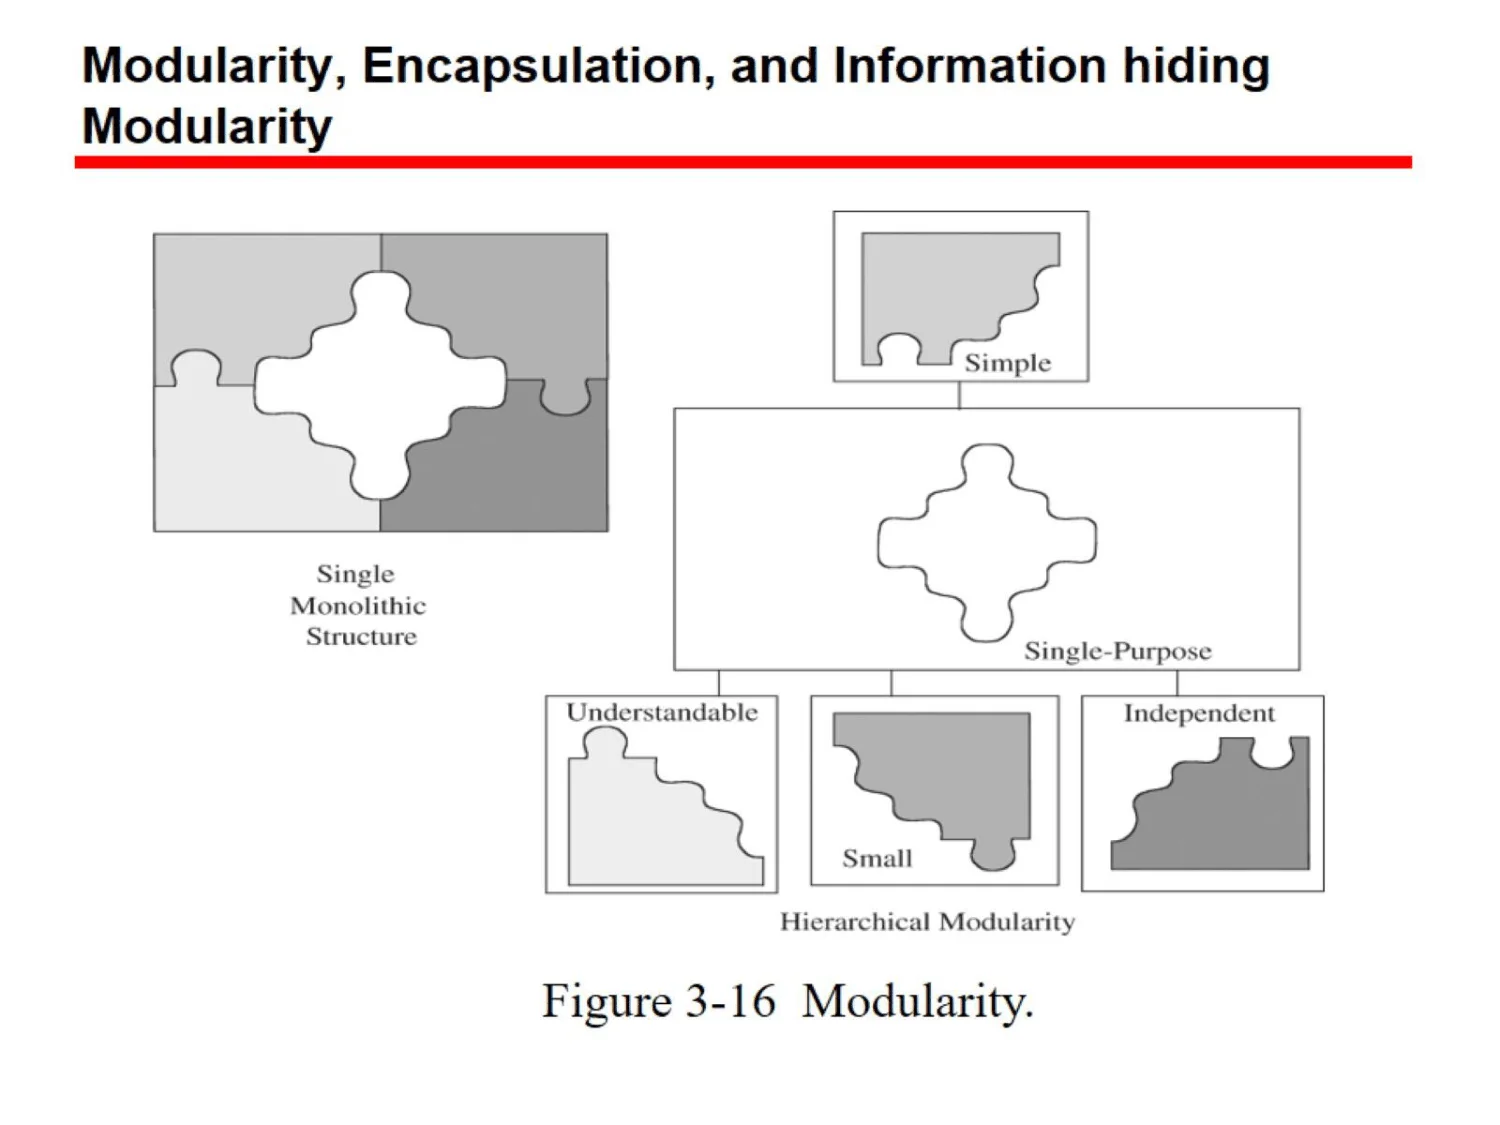 Modularity, Encapsulation, and Information hiding
Modularity
Simple
Single
Monolithic
Structure
Single-Purpose
Understandable
Small
Independent
Hierarchical Modularity
Figure 3-16 Modularity.